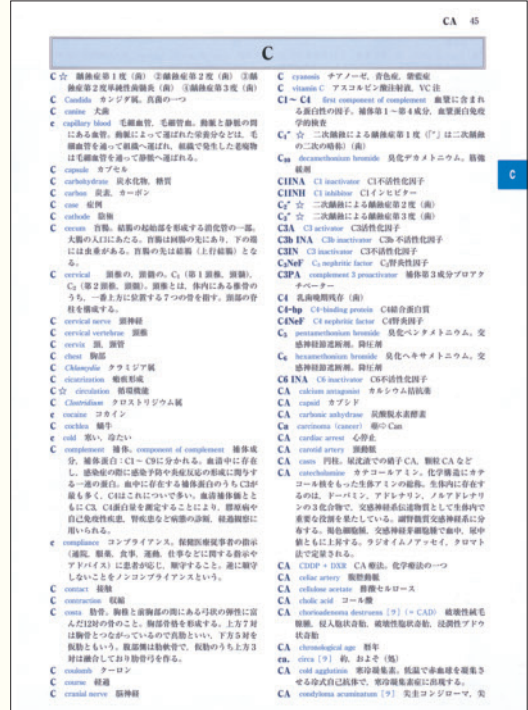 CA 45
C
C☆ 齲蝕症第1度（歯） ②齲蝕症第2度（歯） ③齲
蝕症第2度単純性歯髄炎（歯） ④齲蝕症第3度（歯）
C Candida カンジダ属。真菌の一つ
C canine 犬歯
c capillary blood 毛細血管，毛細管血。動脈と静脈の間
にある血管。動脈によって運ばれた栄養分などは，毛
細血管を通って組織へ運ばれ，組織で発生した老廃物
は毛細血管を通って静脈へ運ばれる。
C capsule カプセル
C carbohydrate 炭水化物，糖質
C carbon 炭素，カーボン
C case 症例
C cathode 陰極
C cecum 盲腸。結腸の起始部を形成する消化管の一部。
大腸の入口にあたる。盲腸は回腸の先にあり，下の端
には虫垂がある。盲腸の先は結腸（上行結腸）とな
る。
C cervical 頸椎の，頸髄の。C₁（第1頸椎，頸髄），
C₂（第2頸椎，頸髄）。頸椎とは，体内にある椎骨の
うち，一番上方に位置する7つの骨を指す。頸部の脊
柱を構成する。
C cervical nerve 頸神経
C cervical vertebrae 頸椎
C cervix 頸，頸管
C chest 胸部
C Chlamydia クラミジア属
C cicatrization 瘢痕形成
C☆ circulation 循環機能
C Clostridium クロストリジウム属
c cocaine コカイン
C cochlea 蝸牛
c cold 寒い，冷たい
C complement 補体，component of complement 補体成
分，補体蛋白：C1〜C9に分かれる。血清中に存在
し，感染症の際に感染予防や炎症反応の形成に関与す
る一連の蛋白。血中に存在する補体蛋白のうちC3が
最も多く，C4はこれについで多い。血清補体価とと
もにC3，C4蛋白量を測定することにより，膠原病や
自己免疫性疾患，腎疾患など病態の診断，経過観察に
用いられる。
c compliance コンプライアンス。保健医療従事者の指示
（通院，服薬，食事，運動，仕事などに関する指示や
アドバイス）に患者が応じ，順守すること。逆に順守
しないことをノンコンプライアンスという。
C contact 接触
C contraction 収縮
C costa 肋骨。胸椎と前胸部の間にある弓状の弾性に富
んだ12対の骨のこと。胸部骨格を形成する。上方7対
は胸骨とつながっているので真肋といい，下方5対を
仮肋ともいう。腹部側は肋軟骨で，仮肋のうち上方3
対は融合しており肋骨弓を作る。
C coulomb クーロン
C course 経過
C cranial nerve 脳神経
C cyanosis チアノーゼ，青色症，紫藍症
C vitamin C アスコルビン酸注射液，VC注
C1〜C4 first component of complement 血漿に含まれ
る蛋白性の因子。補体第1〜第4成分，血漿蛋白免疫
学的検査
C₁″☆ 二次齲蝕による齲蝕症第1度（「″」は二次齲蝕
の二次の略称）（歯）
C₁₀ decamethonium bromide 臭化デカメトニウム。筋弛
緩剤
C1INA C1 inactivator C1不活性化因子
C1INH C1 inhibitor C1インヒビター
C₂″☆ 二次齲蝕による齲蝕症第2度（歯）
C₃″☆ 二次齲蝕による齲蝕症第3度（歯）
C3A C3 activator C3活性化因子
C3b INA C3b inactivator C3b不活性化因子
C3IN C3 inactivator C3不活性化因子
C₃NeF C₃ nephritic factor C₃腎炎性因子
C3PA complement 3 proactivator 補体第3成分プロアク
チベーター
C4 乳歯晩期残存（歯）
C4-bp C4-binding protein C4結合蛋白質
C4NeF C4 nephritic factor C4腎炎因子
C₅ pentamethonium bromide 臭化ペンタメトニウム。交
感神経節遮断剤，降圧剤
C₆ hexamethonium bromide 臭化ヘキサメトニウム。交
感神経節遮断剤，降圧剤
C6 INA C6 inactivator C6不活性化因子
CA calcium antagonist カルシウム拮抗薬
CA capsid カプシド
CA carbonic anhydrase 炭酸脱水素酵素
Ca carcinoma (cancer) 癌⇨Can
CA cardiac arrest 心停止
CA carotid artery 頸動脈
CA casts 円柱。尿沈渣での硝子CA，顆粒CAなど
CA catecholamine カテコールアミン。化学構造にカテ
コール核をもった生体アミンの総称。生体内に存在す
るのは，ドーパミン，アドレナリン，ノルアドレナリ
ンの3化合物で，交感神経系伝達物質として生体内で
重要な役割を果たしている。副腎髄質交感神経系に分
布する。褐色細胞腫，交感神経芽細胞腫で血中，尿中
値ともに上昇する。ラジオイムノアッセイ，クロマト
法で定量される。
CA CDDP + DXR CA療法。化学療法の一つ
CA celiac artery 腹腔動脈
CA cellulose acetate 酢酸セルロース
CA cholic acid コール酸
CA chorioadenoma destruens [ラ] (= CAD) 破壊性絨毛
腺腫，侵入胞状奇胎，破壊性胞状奇胎，浸潤性ブドウ
状奇胎
CA chronological age 暦年
ca. circa [ラ] 約，およそ（処）
CA cold agglutinin 寒冷凝集素。低温で赤血球を凝集さ
せる冷式自己抗体で，寒冷凝集素症に出現する。
CA condyloma acuminatum [ラ] 尖圭コンジローマ，尖
C